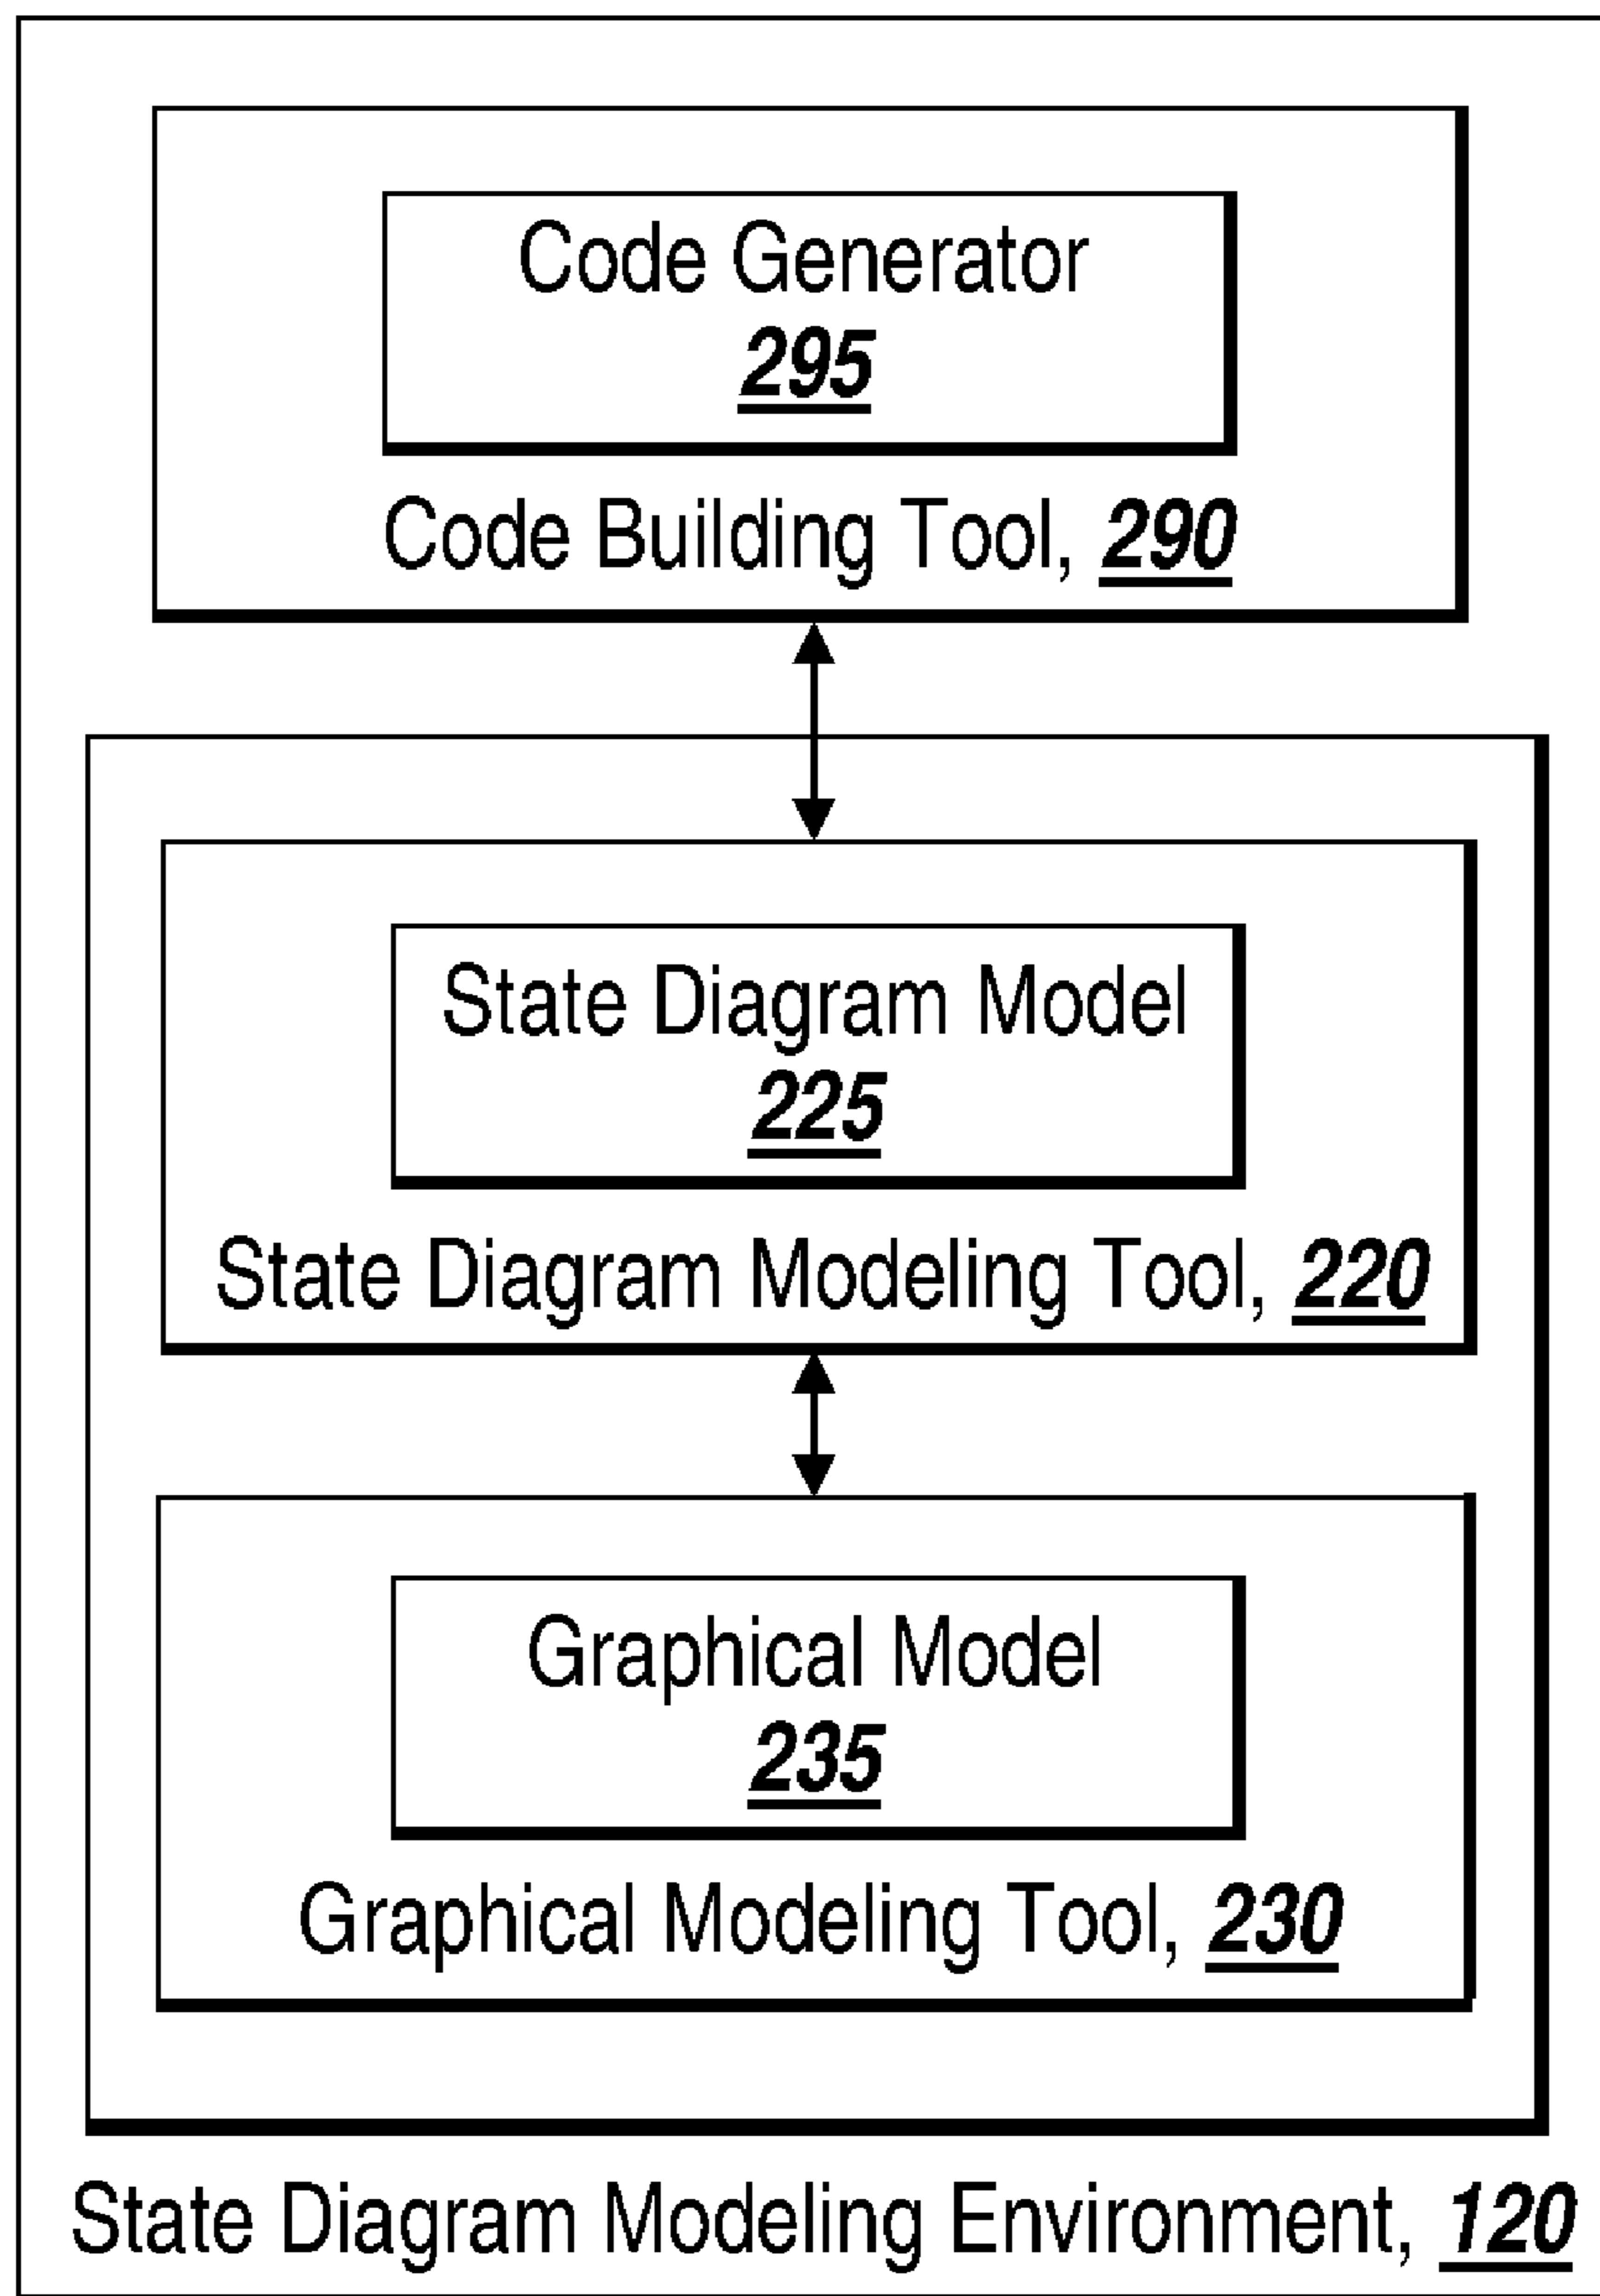 Code Generator
295
Code Building Tool, 290
State Diagram Model
225
State Diagram Modeling Tool, 220
Graphical Model
235
Graphical Modeling Tool, 230
State Diagram Modeling Environment, 120